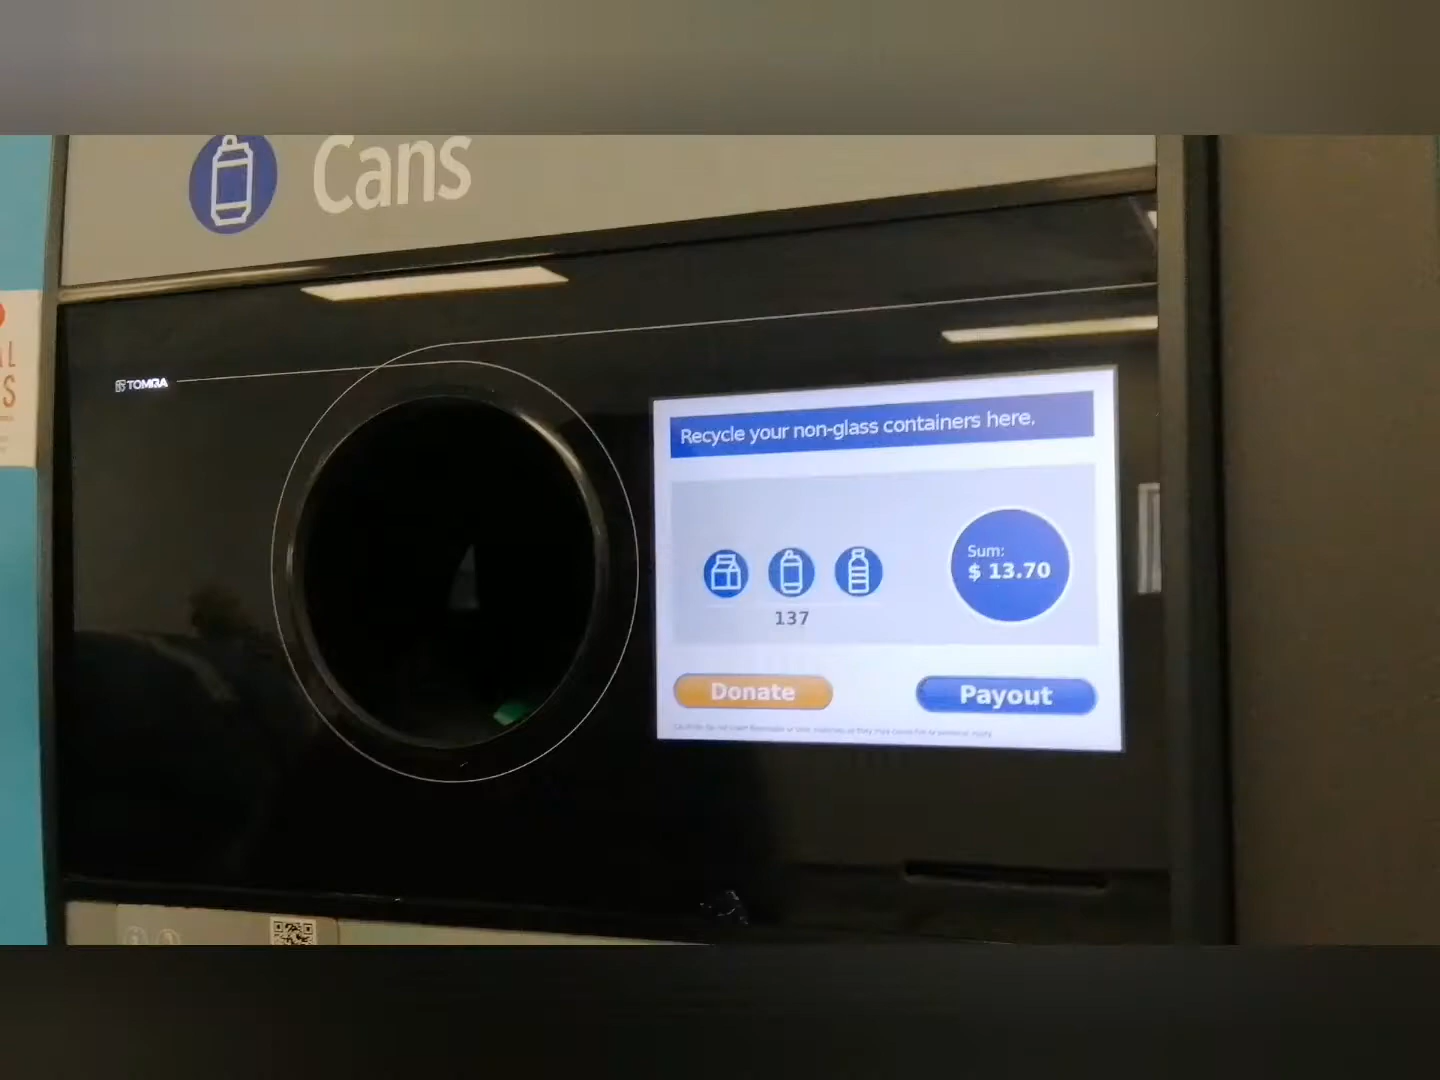 Cans
TOMRA
Recycle your non-glass containers here.
Sum:
$ 13.70
137
Donate
Payout